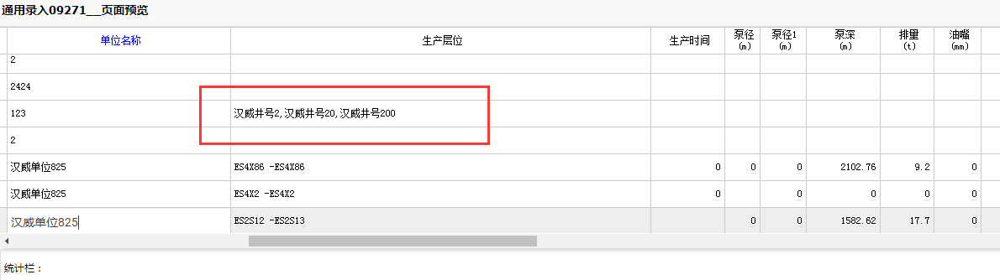 通用录入09271__页面预览
单位名称 生产层位 生产时间 泵径(m) 泵径1(m) 泵深(m) 排量(t) 油嘴(mm)
2
2424
123 汉威井号2,汉威井号20,汉威井号200
2
汉威单位825 ES4X86 -ES4X86 0 0 0 2102.76 9.2 0
汉威单位825 ES4X2 -ES4X2 0 0 0 0 0 0
汉威单位825 ES2S12 -ES2S13 0 0 1582.62 17.7 0
统计栏：